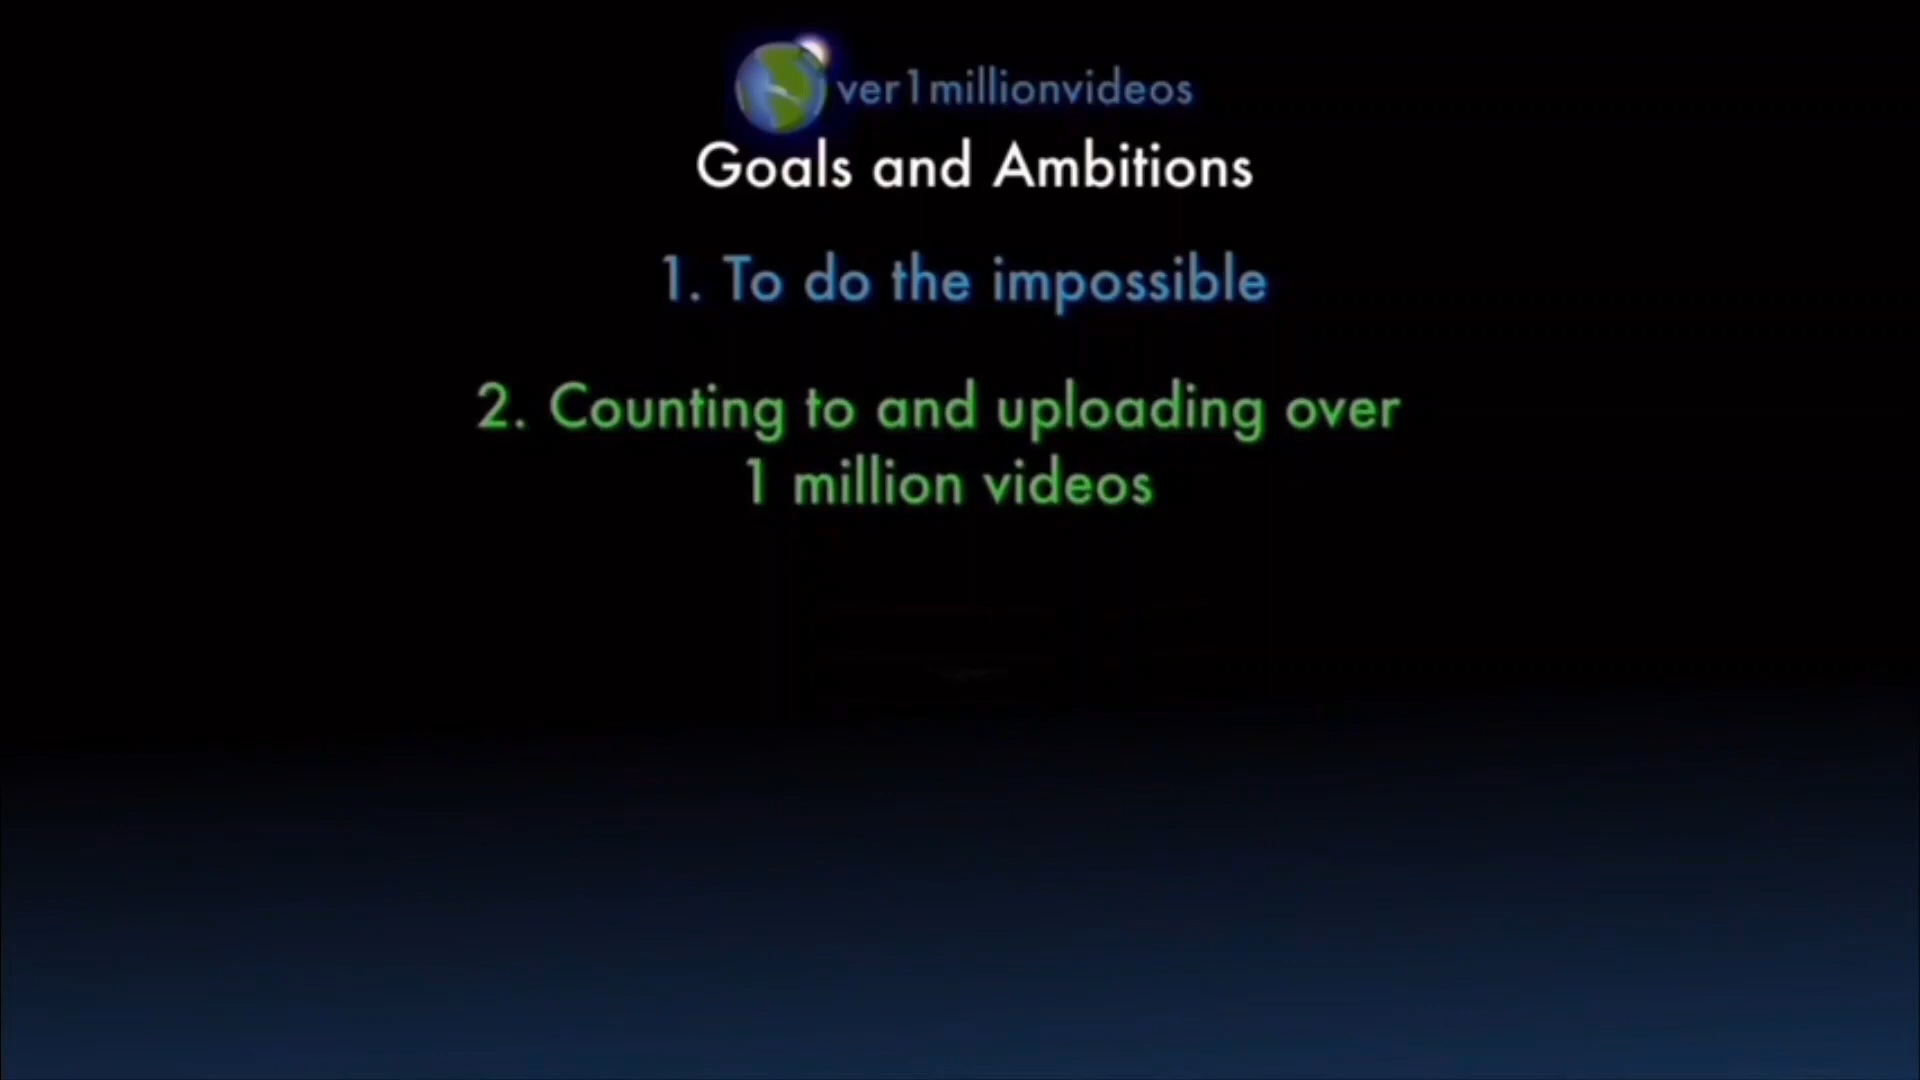 ver1millionvideos
Goals and Ambitions
1. To do the impossible
2. Counting to and uploading over
1 million videos